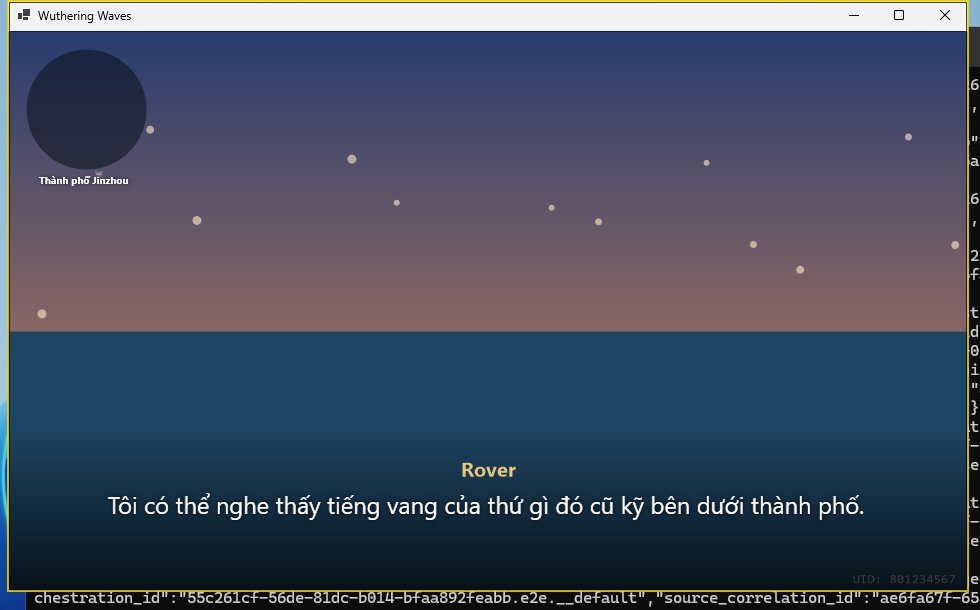 Wuthering Waves
Thành phố Jinzhou
Rover
Tôi có thể nghe thấy tiếng vang của thứ gì đó cũ kỹ bên dưới thành phố.
UID: 801234567
chestration_id":"55c261cf-56de-81dc-b014-bfaa892feabb.e2e.__default","source_correlation_id":"ae6fa67f-6